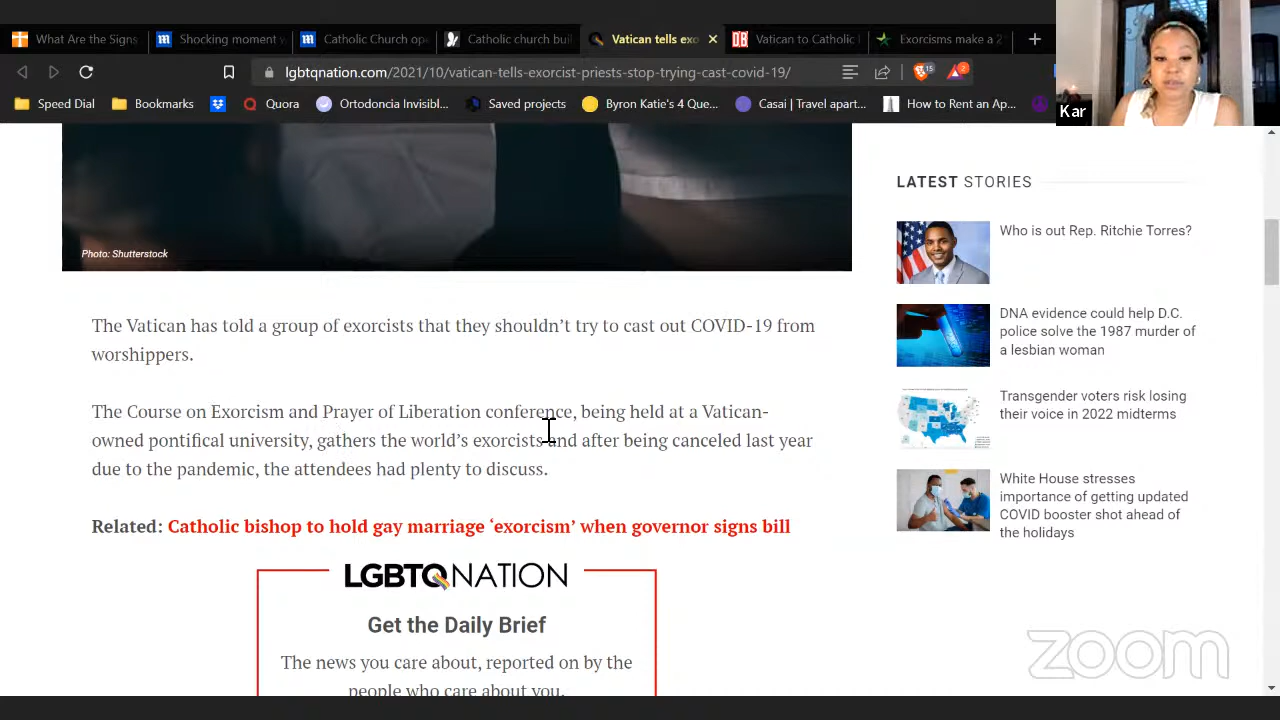 What Are the Signs
Shocking moment
Catholic Church op
Catholic church buil
Vatican tells exo
Vatican to Catholic
Exorcisms make a
lgbtqnation.com/2021/10/vatican-tells-exorcist-priests-stop-trying-cast-covid-19/
15
2
Speed Dial
Bookmarks
Quora
Ortodoncia Invisibl...
Saved projects
Byron Katie's 4 Que...
Casai | Travel apart...
How to Rent an Ap...
Kar
Photo: Shutterstock
The Vatican has told a group of exorcists that they shouldn't try to cast out COVID-19 from
worshippers.
The Course on Exorcism and Prayer of Liberation conference, being held at a Vatican-
owned pontifical university, gathers the world's exorcists and after being canceled last year
due to the pandemic, the attendees had plenty to discuss.
Related: Catholic bishop to hold gay marriage 'exorcism' when governor signs bill
LGBTQNATION
Get the Daily Brief
The news you care about, reported on by the
people who care about you.
LATEST STORIES
Who is out Rep. Ritchie Torres?
DNA evidence could help D.C.
police solve the 1987 murder of
a lesbian woman
Transgender voters risk losing
their voice in 2022 midterms
White House stresses
importance of getting updated
COVID booster shot ahead of
the holidays
zoom